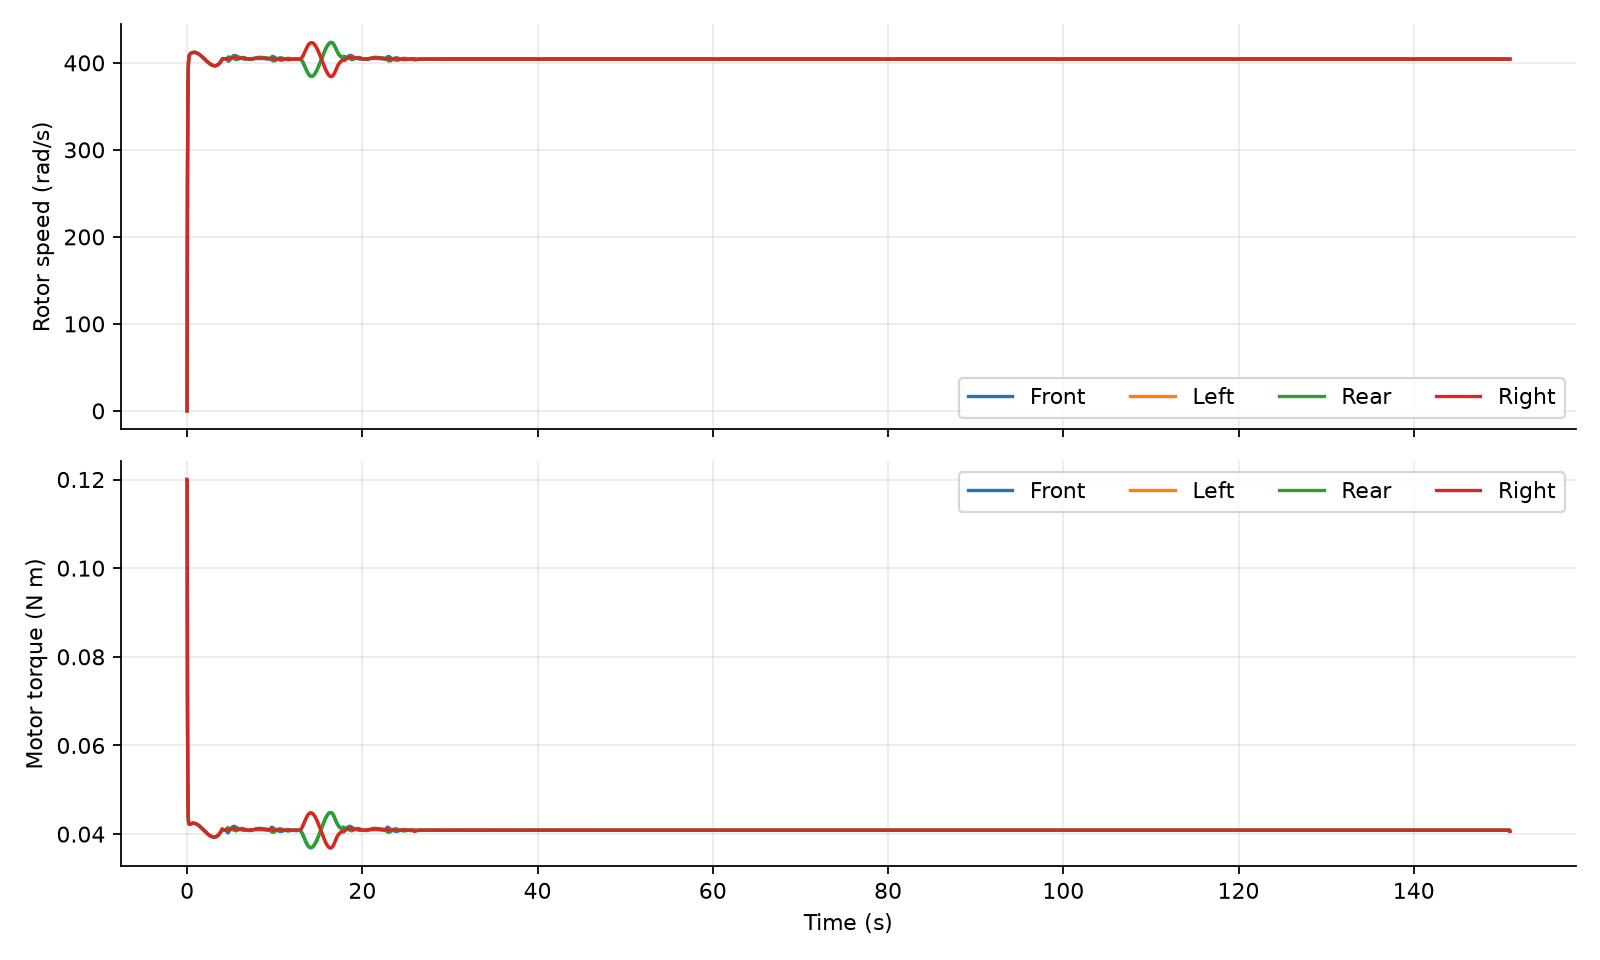 Rotor speed (rad/s)
400
300
200
100
0
Front Left Rear Right
Motor torque (N m)
0.12
0.10
0.08
0.06
0.04
Front Left Rear Right
0 20 40 60 80 100 120 140
Time (s)